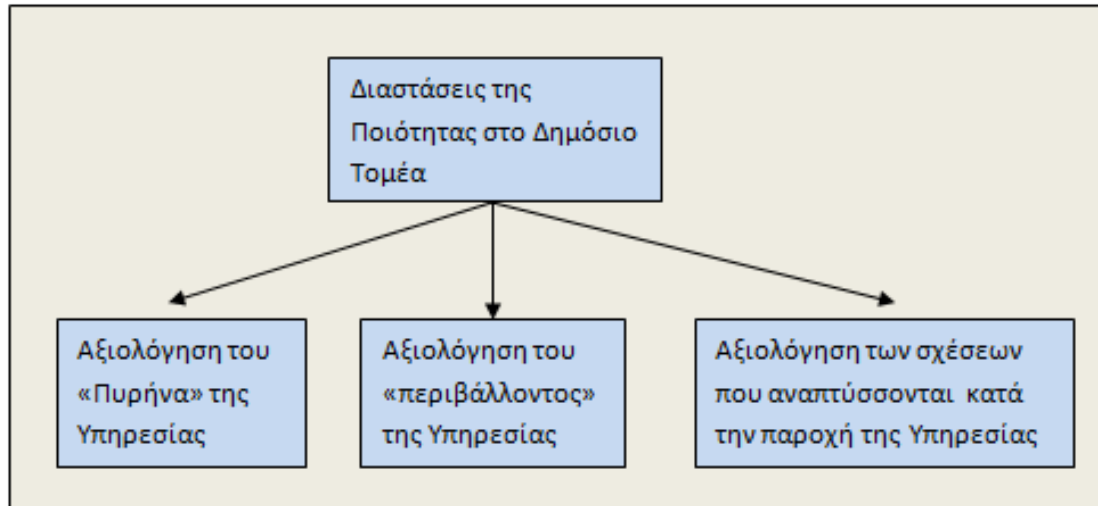 Διαστάσεις της
Ποιότητας στο Δημόσιο
Τομέα
Αξιολόγηση του
«Πυρήνα» της
Υπηρεσίας
Αξιολόγηση του
«περιβάλλοντος»
της Υπηρεσίας
Αξιολόγηση των σχέσεων
που αναπτύσσονται κατά
την παροχή της Υπηρεσίας